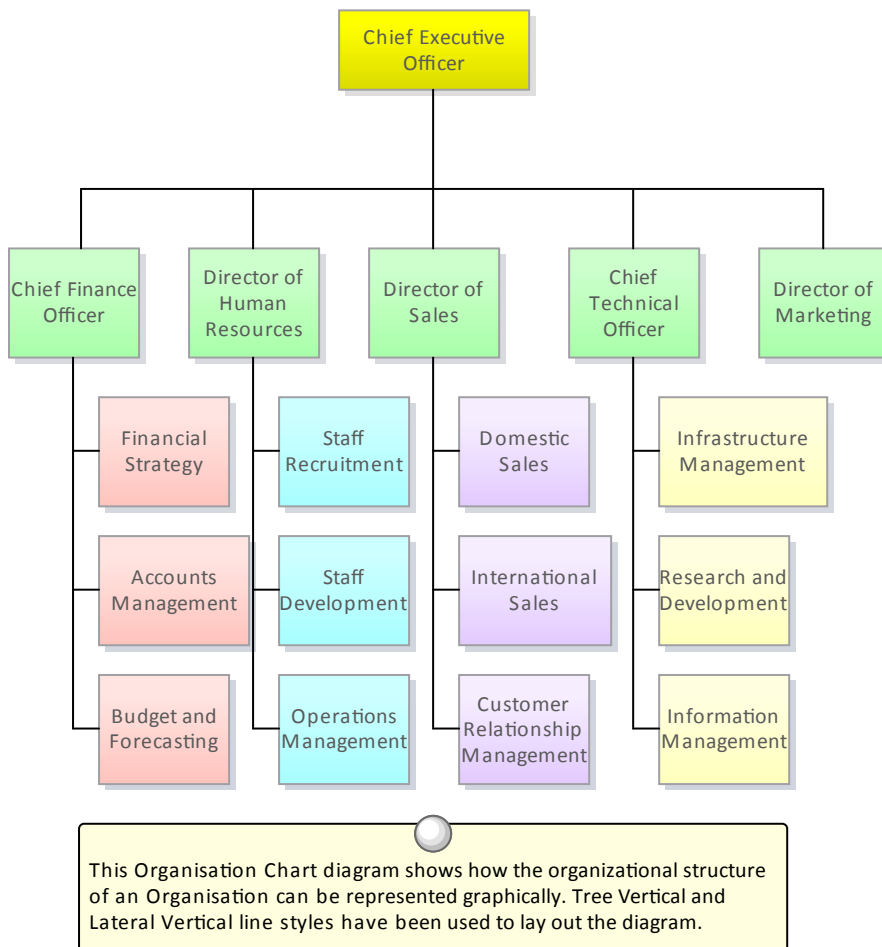 Chief Executive
Officer
Chief Finance
Officer
Director of
Human
Resources
Director of
Sales
Chief
Technical
Officer
Director of
Marketing
Financial
Strategy
Staff
Recruitment
Domestic
Sales
Infrastructure
Management
Accounts
Management
Staff
Development
International
Sales
Research and
Development
Budget and
Forecasting
Operations
Management
Customer
Relationship
Management
Information
Management
This Organisation Chart diagram shows how the organizational structure
of an Organisation can be represented graphically. Tree Vertical and
Lateral Vertical line styles have been used to lay out the diagram.